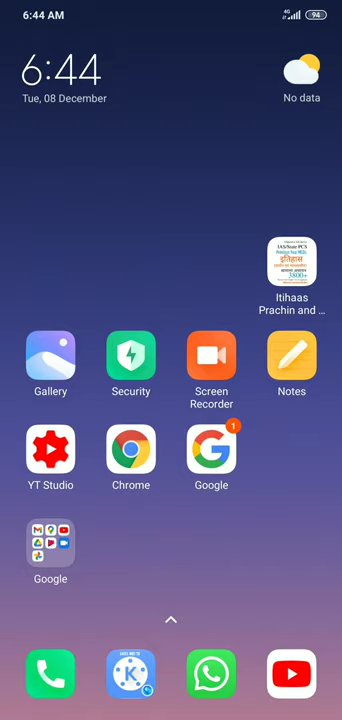 6:44 AM
4G
94
6:44
Tue, 08 December
No data
IAS/State PCS
इतिहास
3800+
Itihaas
Prachin and ...
Gallery
Security
Screen
Recorder
Notes
1
YT Studio
Chrome
Google
Google
K